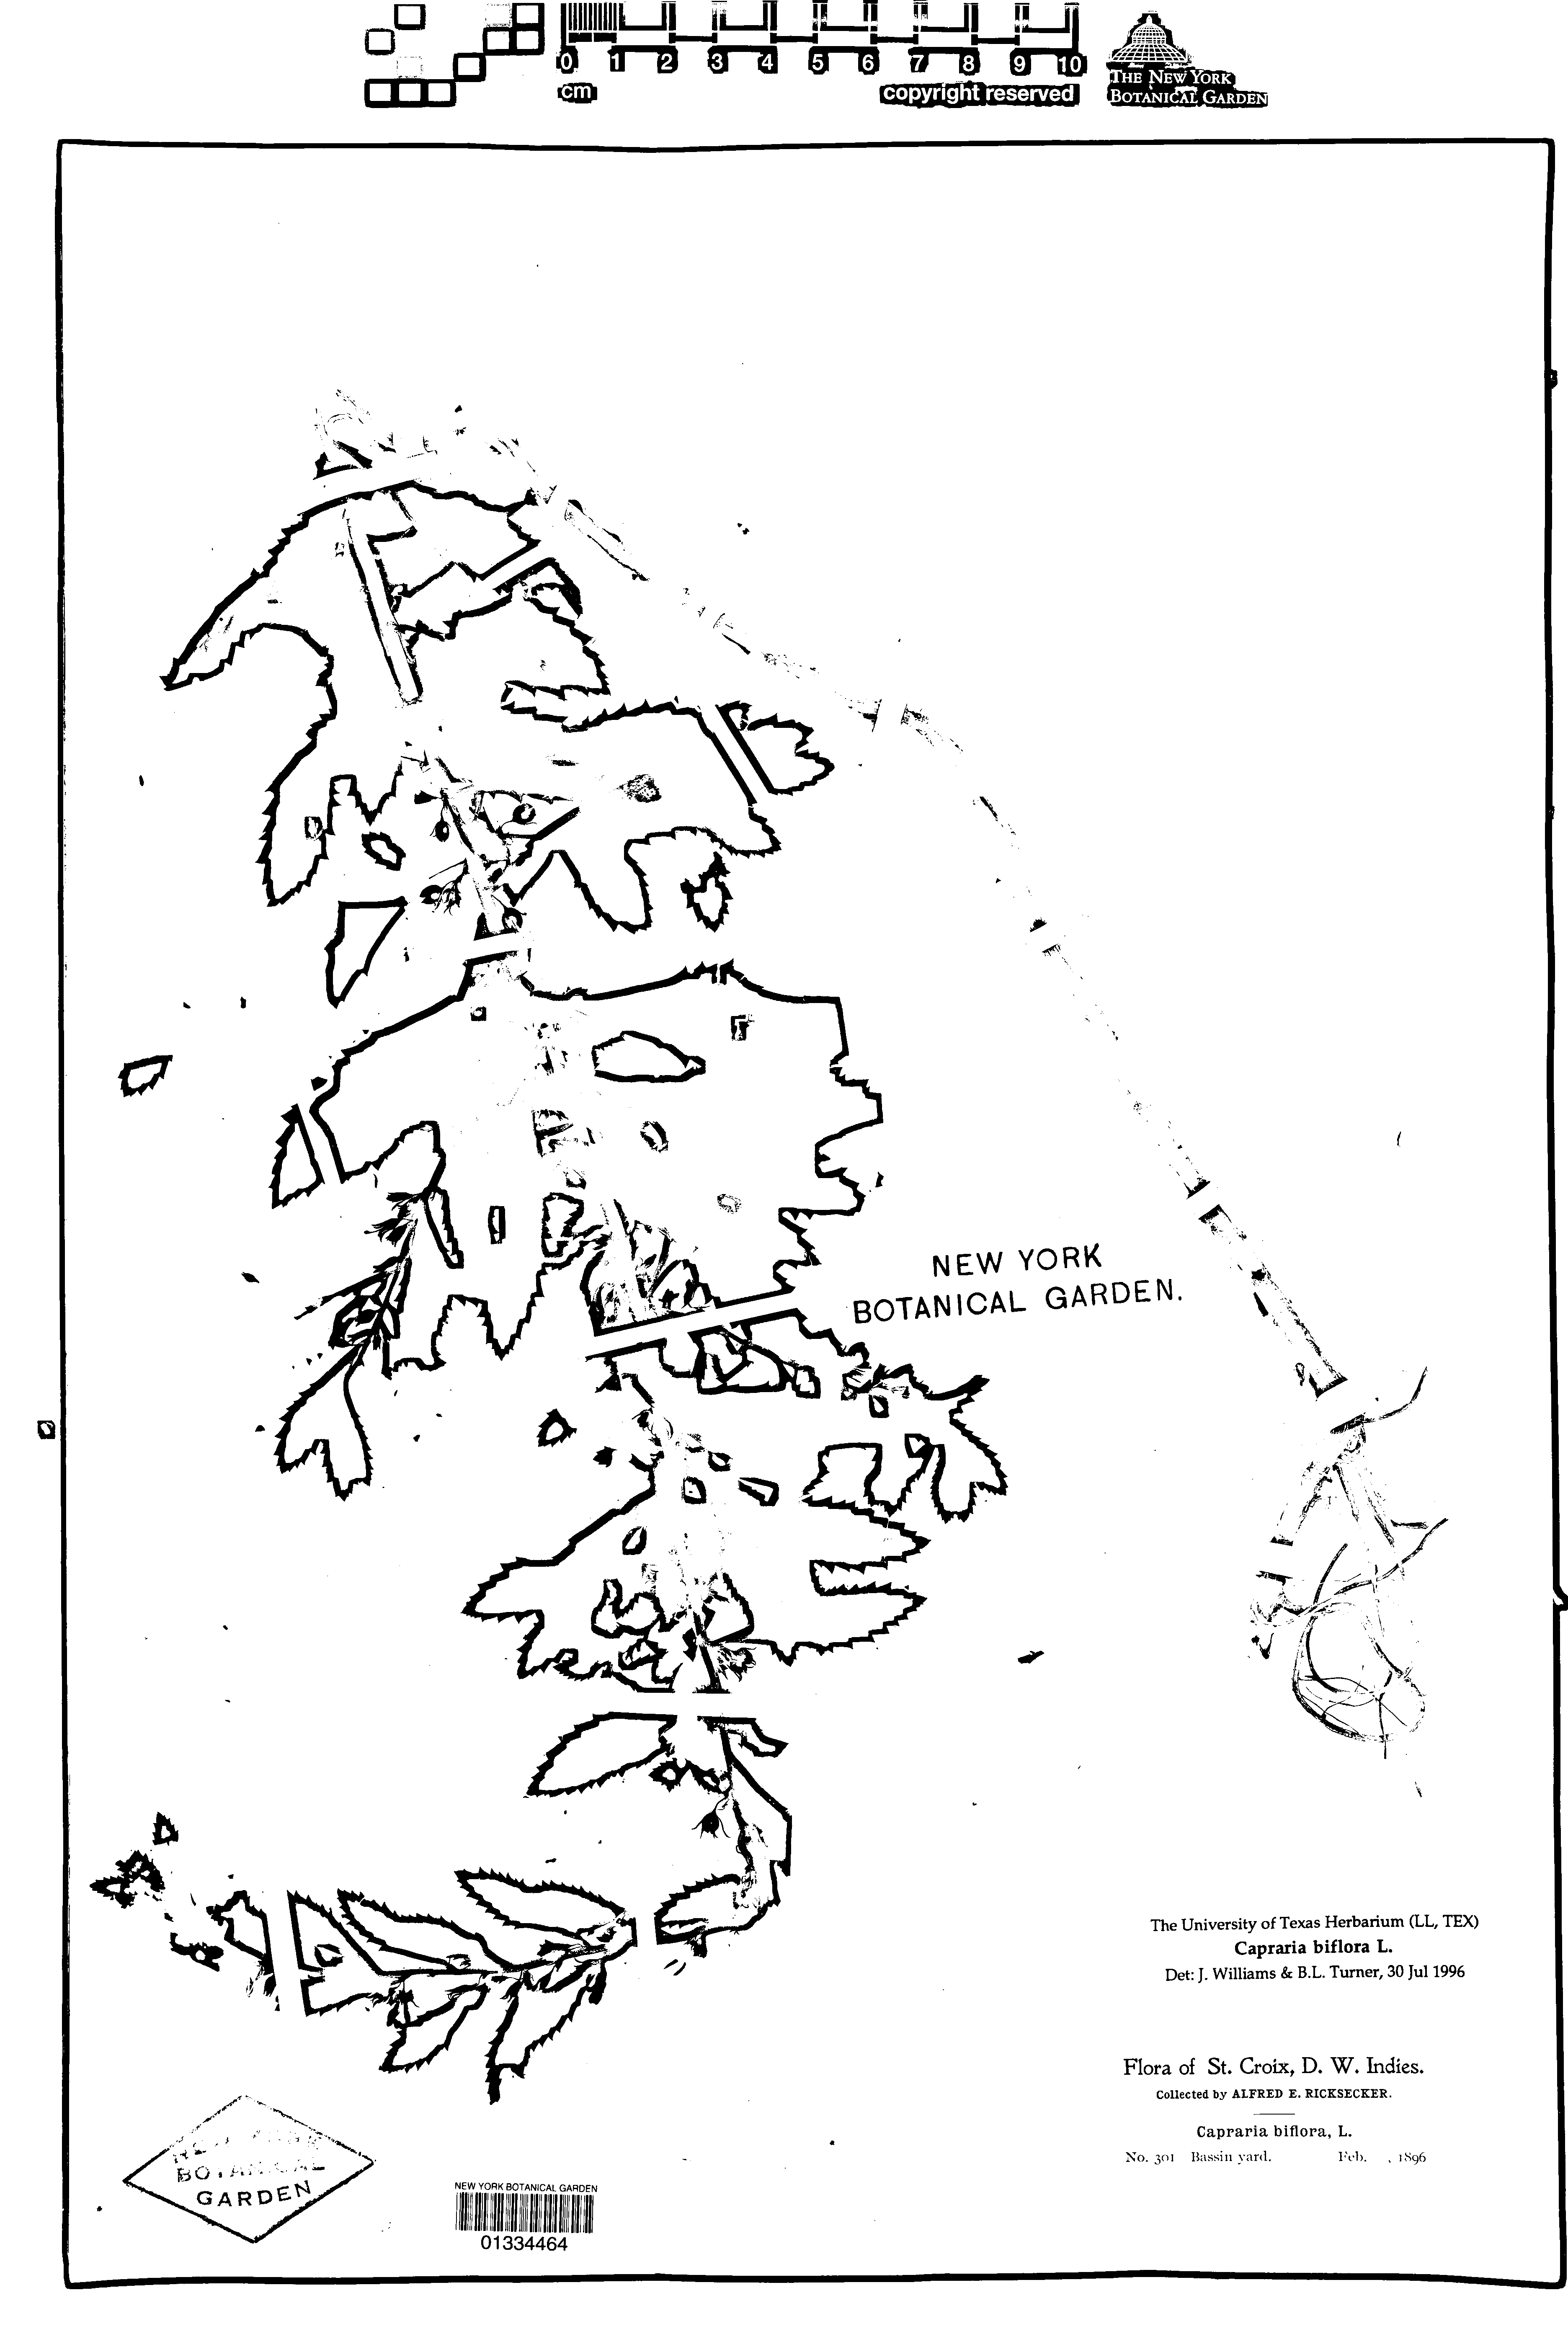 0 1 2 3 4 5 6 7 8 9 10
cm copyright reserved
THE NEW YORK
BOTANICAL GARDEN
NEW YORK
BOTANICAL GARDEN.
The University of Texas Herbarium (LL, TEX)
Capraria biflora L.
Det: J. Williams & B.L. Turner, 30 Jul 1996
Flora of St. Croix, D. W. Indies.
Collected by ALFRED E. RICKSECKER.
Capraria biflora, L.
No. 301 Bassin yard. Feb. , 1896
NEW YORK
BOTANICAL
GARDEN
NEW YORK BOTANICAL GARDEN
01334464